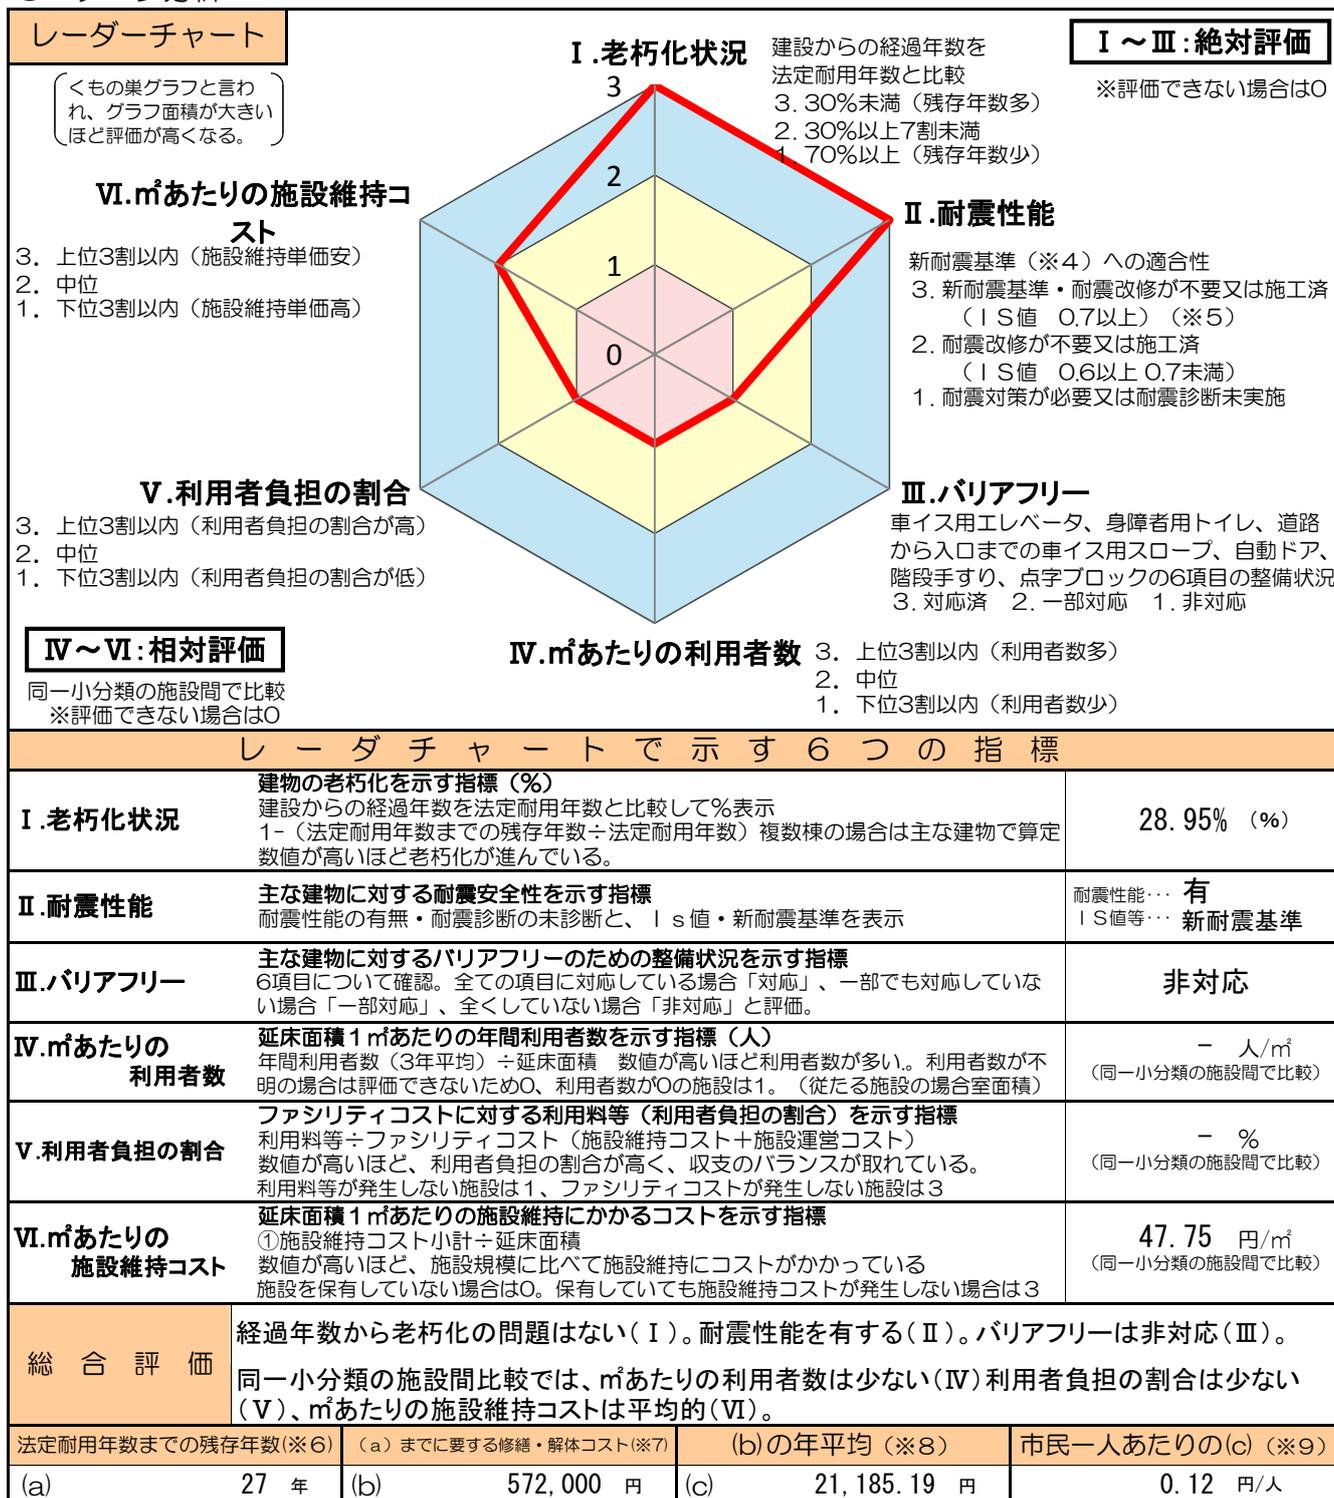 レーダーチャート
くもの巣グラフと言わ
れ、グラフ面積が大きい
ほど評価が高くなる。
Ⅰ～Ⅲ:絶対評価
※評価できない場合は0
Ⅰ.老朽化状況
建設からの経過年数を
法定耐用年数と比較
3. 30%未満（残存年数多）
2. 30%以上7割未満
1. 70%以上（残存年数少）
3
2
1
0
Ⅱ.耐震性能
新耐震基準（※４）への適合性
3. 新耐震基準・耐震改修が不要又は施工済
（ＩＳ値　0.7以上）（※５）
2. 耐震改修が不要又は施工済
（ＩＳ値　0.6以上 0.7未満）
1. 耐震対策が必要又は耐震診断未実施
Ⅲ.バリアフリー
車イス用エレベータ、身障者用トイレ、道路
から入口までの車イス用スロープ、自動ドア、
階段手すり、点字ブロックの6項目の整備状況
3. 対応済　2. 一部対応　1. 非対応
Ⅳ.㎡あたりの利用者数
3．上位3割以内（利用者数多）
2．中位
1．下位3割以内（利用者数少）
Ⅴ.利用者負担の割合
3．上位3割以内（利用者負担の割合が高）
2．中位
1．下位3割以内（利用者負担の割合が低）
Ⅵ.㎡あたりの施設維持コ
スト
3．上位3割以内（施設維持単価安）
2．中位
1．下位3割以内（施設維持単価高）
Ⅳ～Ⅵ:相対評価
同一小分類の施設間で比較
※評価できない場合は0
レーダチャートで示す６つの指標
Ⅰ.老朽化状況
建物の老朽化を示す指標（%）
建設からの経過年数を法定耐用年数と比較して%表示
1-（法定耐用年数までの残存年数÷法定耐用年数）複数棟の場合は主な建物で算定
数値が高いほど老朽化が進んでいる。
28.95% （%）
Ⅱ.耐震性能
主な建物に対する耐震安全性を示す指標
耐震性能の有無・耐震診断の未診断と、Ｉｓ値・新耐震基準を表示
耐震性能･･･ 有
ＩＳ値等･･･ 新耐震基準
Ⅲ.バリアフリー
主な建物に対するバリアフリーのための整備状況を示す指標
6項目について確認。全ての項目に対応している場合「対応」、一部でも対応していな
い場合「一部対応」、全くしていない場合「非対応」と評価。
非対応
Ⅳ.㎡あたりの
利用者数
延床面積１㎡あたりの年間利用者数を示す指標（人）
年間利用者数（3年平均）÷延床面積　数値が高いほど利用者数が多い。利用者数が不
明の場合は評価できないため0、利用者数が0の施設は1。（従たる施設の場合室面積）
－ 人/㎡
（同一小分類の施設間で比較）
Ⅴ.利用者負担の割合
ファシリティコストに対する利用料等（利用者負担の割合）を示す指標
利用料等÷ファシリティコスト（施設維持コスト＋施設運営コスト）
数値が高いほど、利用者負担の割合が高く、収支のバランスが取れている。
利用料等が発生しない施設は１、ファシリティコストが発生しない施設は３
－ %
（同一小分類の施設間で比較）
Ⅵ.㎡あたりの
施設維持コスト
延床面積１㎡あたりの施設維持にかかるコストを示す指標
①施設維持コスト小計÷延床面積
数値が高いほど、施設規模に比べて施設維持にコストがかかっている
施設を保有していない場合は0。保有していても施設維持コストが発生しない場合は３
47.75 円/㎡
（同一小分類の施設間で比較）
総合評価
経過年数から老朽化の問題はない(Ⅰ)。耐震性能を有する(Ⅱ)。バリアフリーは非対応(Ⅲ)。
同一小分類の施設間比較では、㎡あたりの利用者数は少ない(Ⅳ)利用者負担の割合は少ない
(Ⅴ)、㎡あたりの施設維持コストは平均的(Ⅵ)。
法定耐用年数までの残存年数(※６)
（a）までに要する修繕・解体コスト(※7)
(b)の年平均（※８）
市民一人あたりの(c)（※９）
(a) 27 年
(b) 572,000 円
(c) 21,185.19 円
0.12 円/人